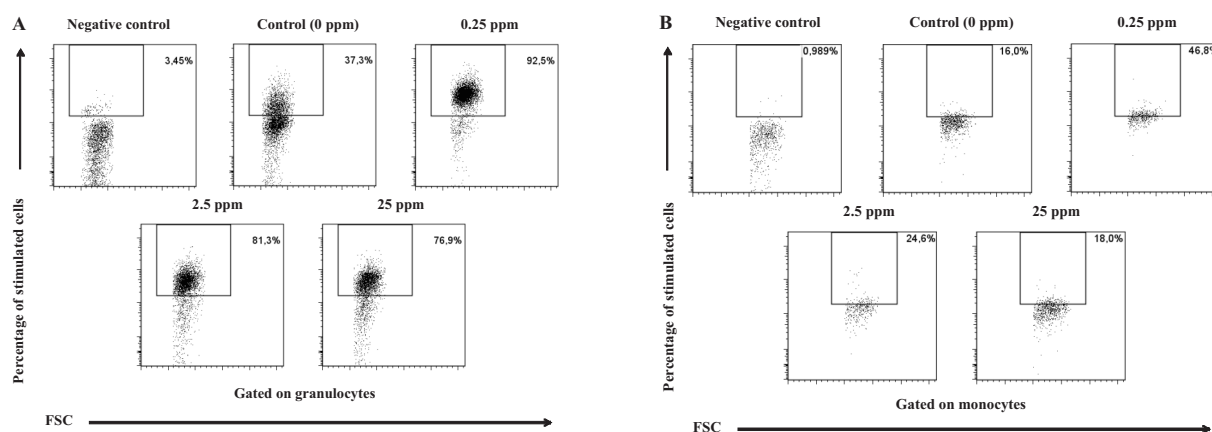 A
Negative control
Control (0 ppm)
0.25 ppm
3,45%
37,3%
92,5%
2.5 ppm
25 ppm
81,3%
76,9%
Percentage of stimulated cells
Gated on granulocytes
FSC
B
Negative control
Control (0 ppm)
0.25 ppm
0,989%
16,0%
46,8%
2.5 ppm
25 ppm
24,6%
18,0%
Percentage of stimulated cells
Gated on monocytes
FSC